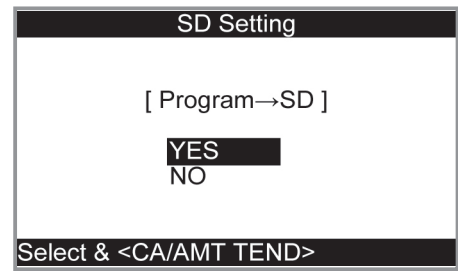 SD Setting
[ Program→SD ]
YES
NO
Select & <CA/AMT TEND>